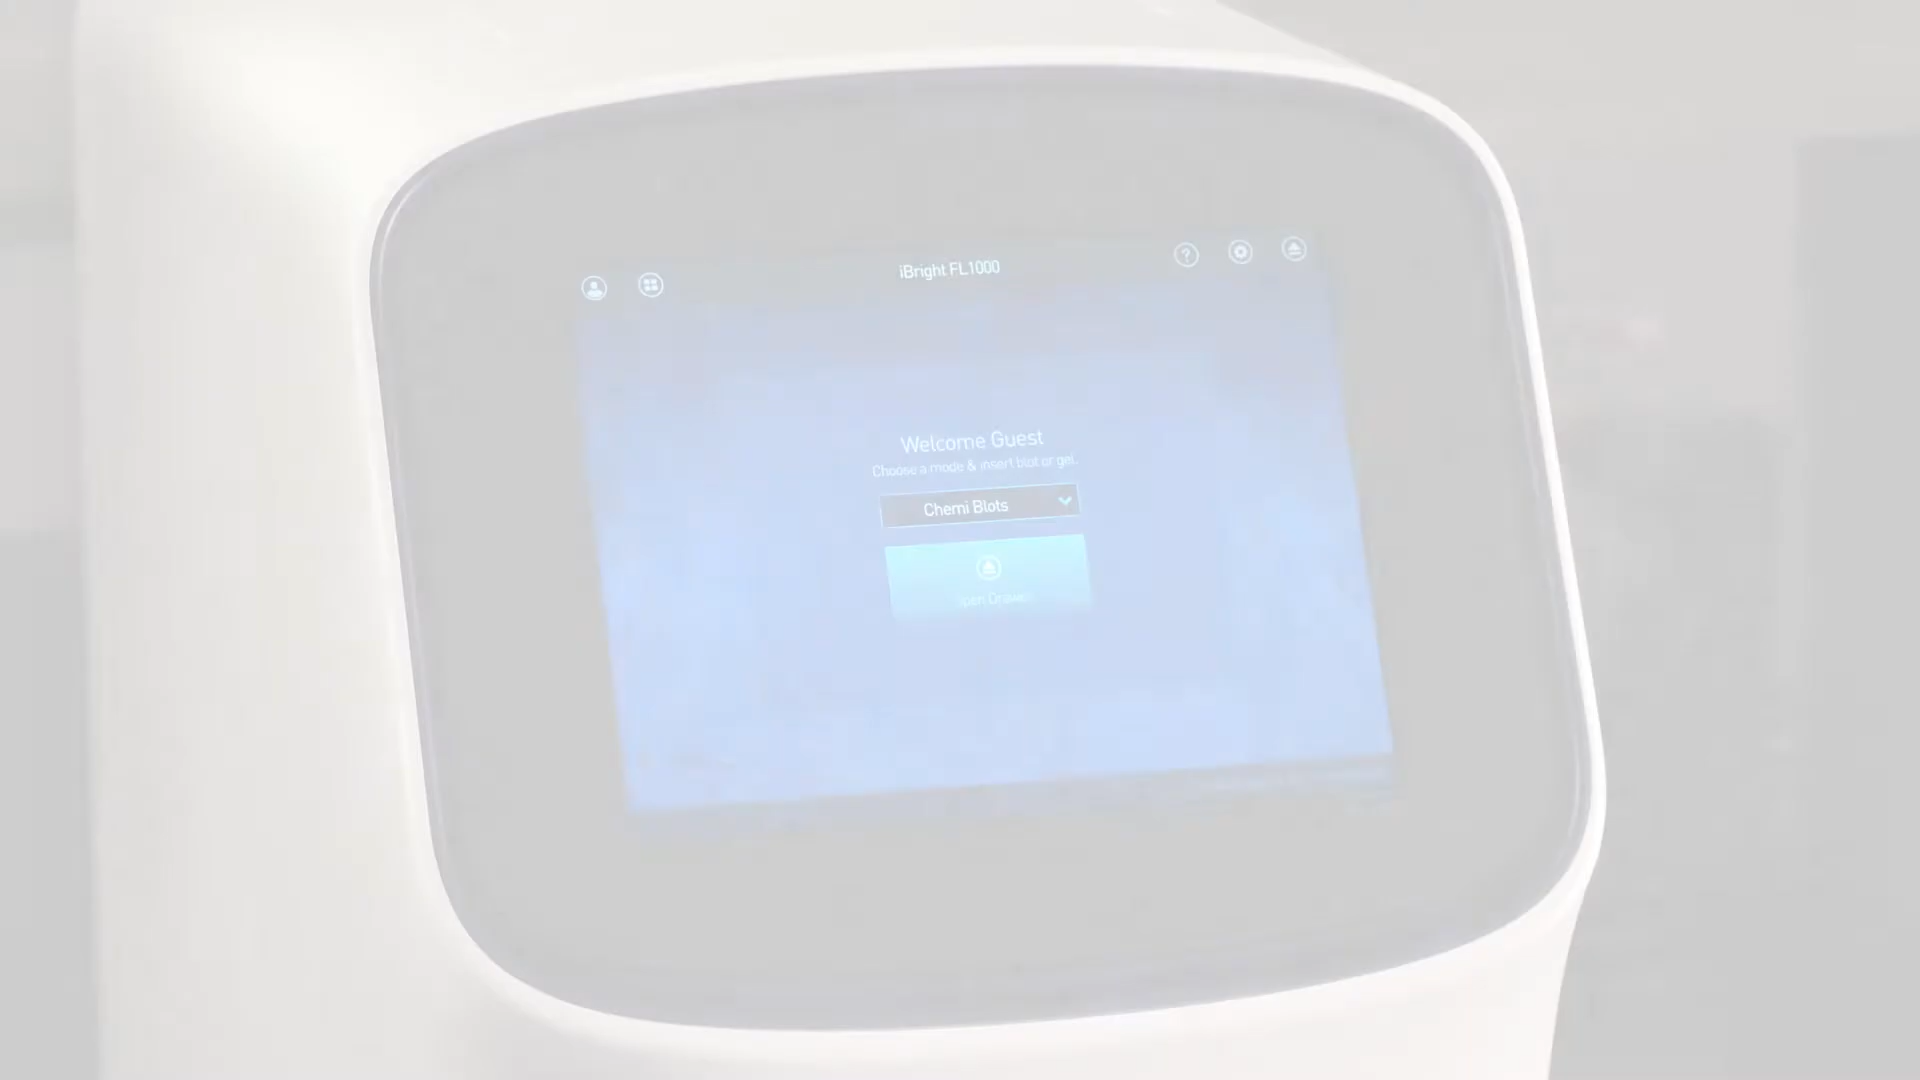 iBright FL1000
?
Welcome Guest
Choose a mode & insert blot or gel.
Chemi Blots